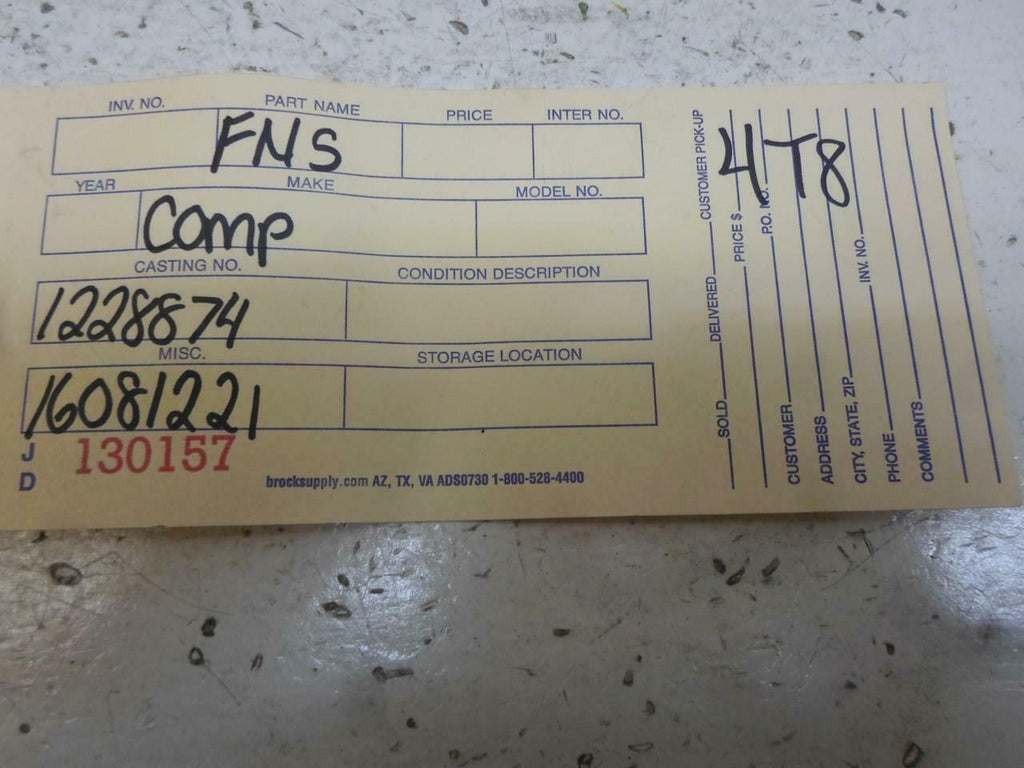 INV. NO. PART NAME PRICE INTER NO.
FNS
YEAR MAKE MODEL NO.
Comp
CASTING NO. CONDITION DESCRIPTION
1228874
MISC. STORAGE LOCATION
16081221
J 130157
D
brocksupply.com AZ, TX, VA ADS0730 1-800-528-4400
4T8
SOLD DELIVERED CUSTOMER PICK-UP
PRICE $
P.O. NO.
CUSTOMER
ADDRESS
CITY, STATE, ZIP
INV. NO.
PHONE
COMMENTS